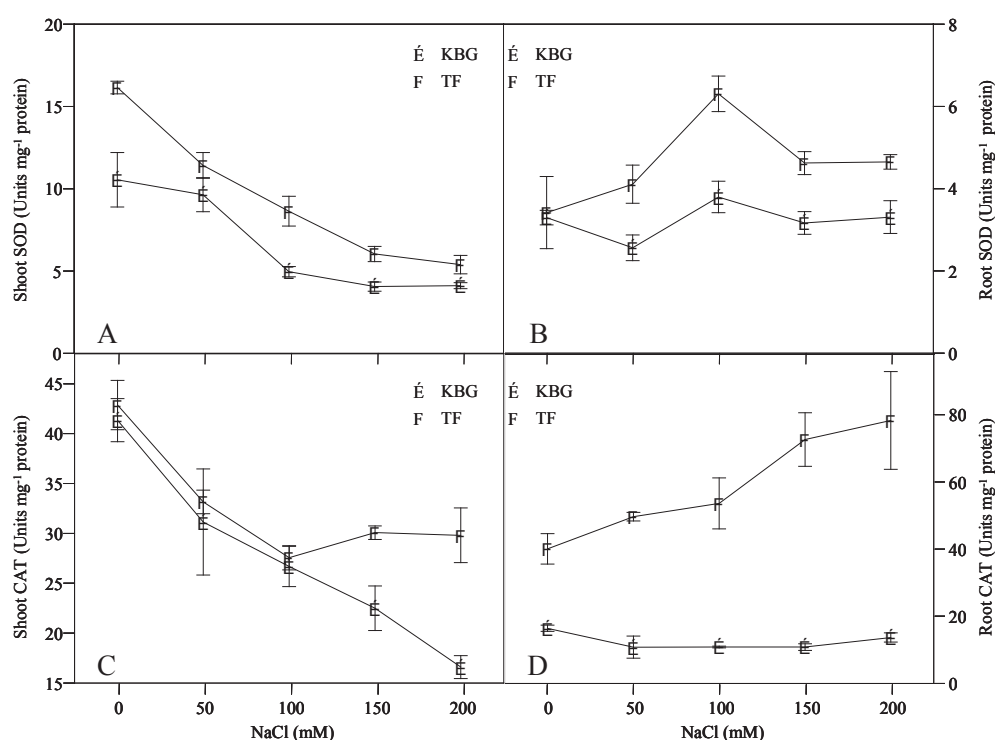 20
15
10
5
0
Shoot SOD (Units mg⁻¹ protein)
É KBG
F TF
A
É KBG
F TF
B
8
6
4
2
0
Root SOD (Units mg⁻¹ protein)
45
40
35
30
25
20
15
Shoot CAT (Units mg⁻¹ protein)
É KBG
F TF
C
É KBG
F TF
D
80
60
40
20
0
Root CAT (Units mg⁻¹ protein)
0 50 100 150 200
NaCl (mM)
0 50 100 150 200
NaCl (mM)